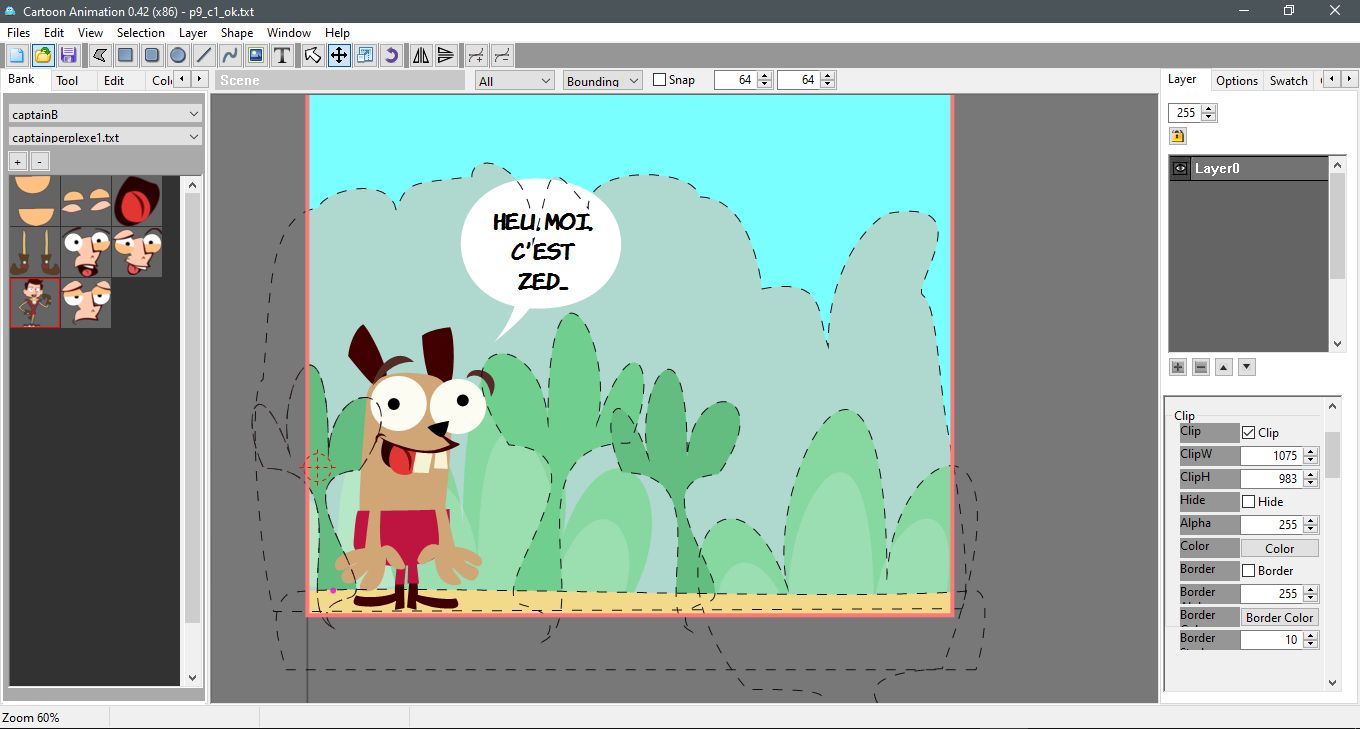 Cartoon Animation 0.42 (x86) - p9_c1_ok.txt
Files Edit View Selection Layer Shape Window Help
Bank Tool Edit
Scene
All
Bounding
Snap
64
64
captainB
captainperplexe1.txt
+ -
HEU. MOI.
C'EST
ZED_
Layer Options Swatch
255
Layer0
Clip
Clip Clip
ClipW 1075
ClipH 983
Hide Hide
Alpha 255
Color Color
Border Border
Border 255
Border Border Color
Border 10
Zoom 60%